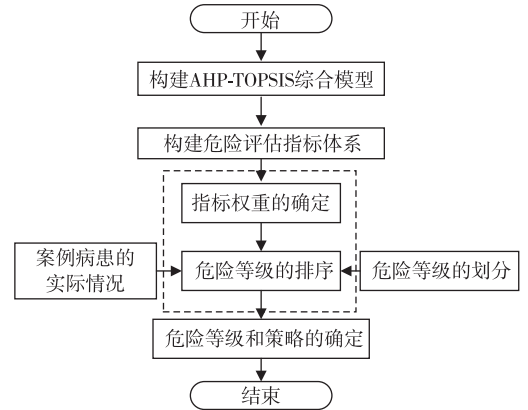 开始
构建AHP-TOPSIS综合模型
构建危险评估指标体系
指标权重的确定
案例病患的
实际情况
危险等级的排序
危险等级的划分
危险等级和策略的确定
结束